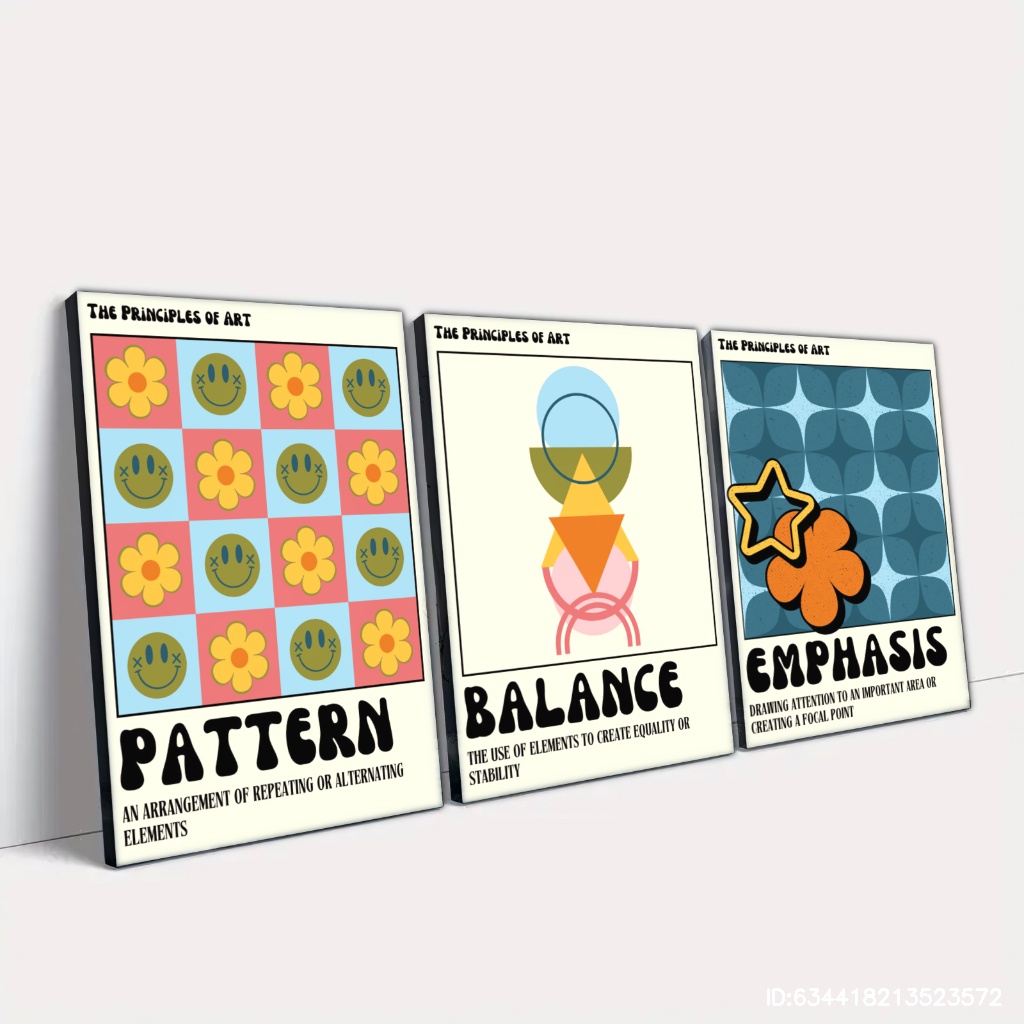 The Principles of Art
PATTERN
AN ARRANGEMENT OF REPEATING OR ALTERNATING
ELEMENTS
The Principles of Art
BALANCE
THE USE OF ELEMENTS TO CREATE EQUALITY OR
STABILITY
The Principles of Art
EMPHASIS
DRAWING ATTENTION TO AN IMPORTANT AREA OR
CREATING A FOCAL POINT
ID:634418213523572